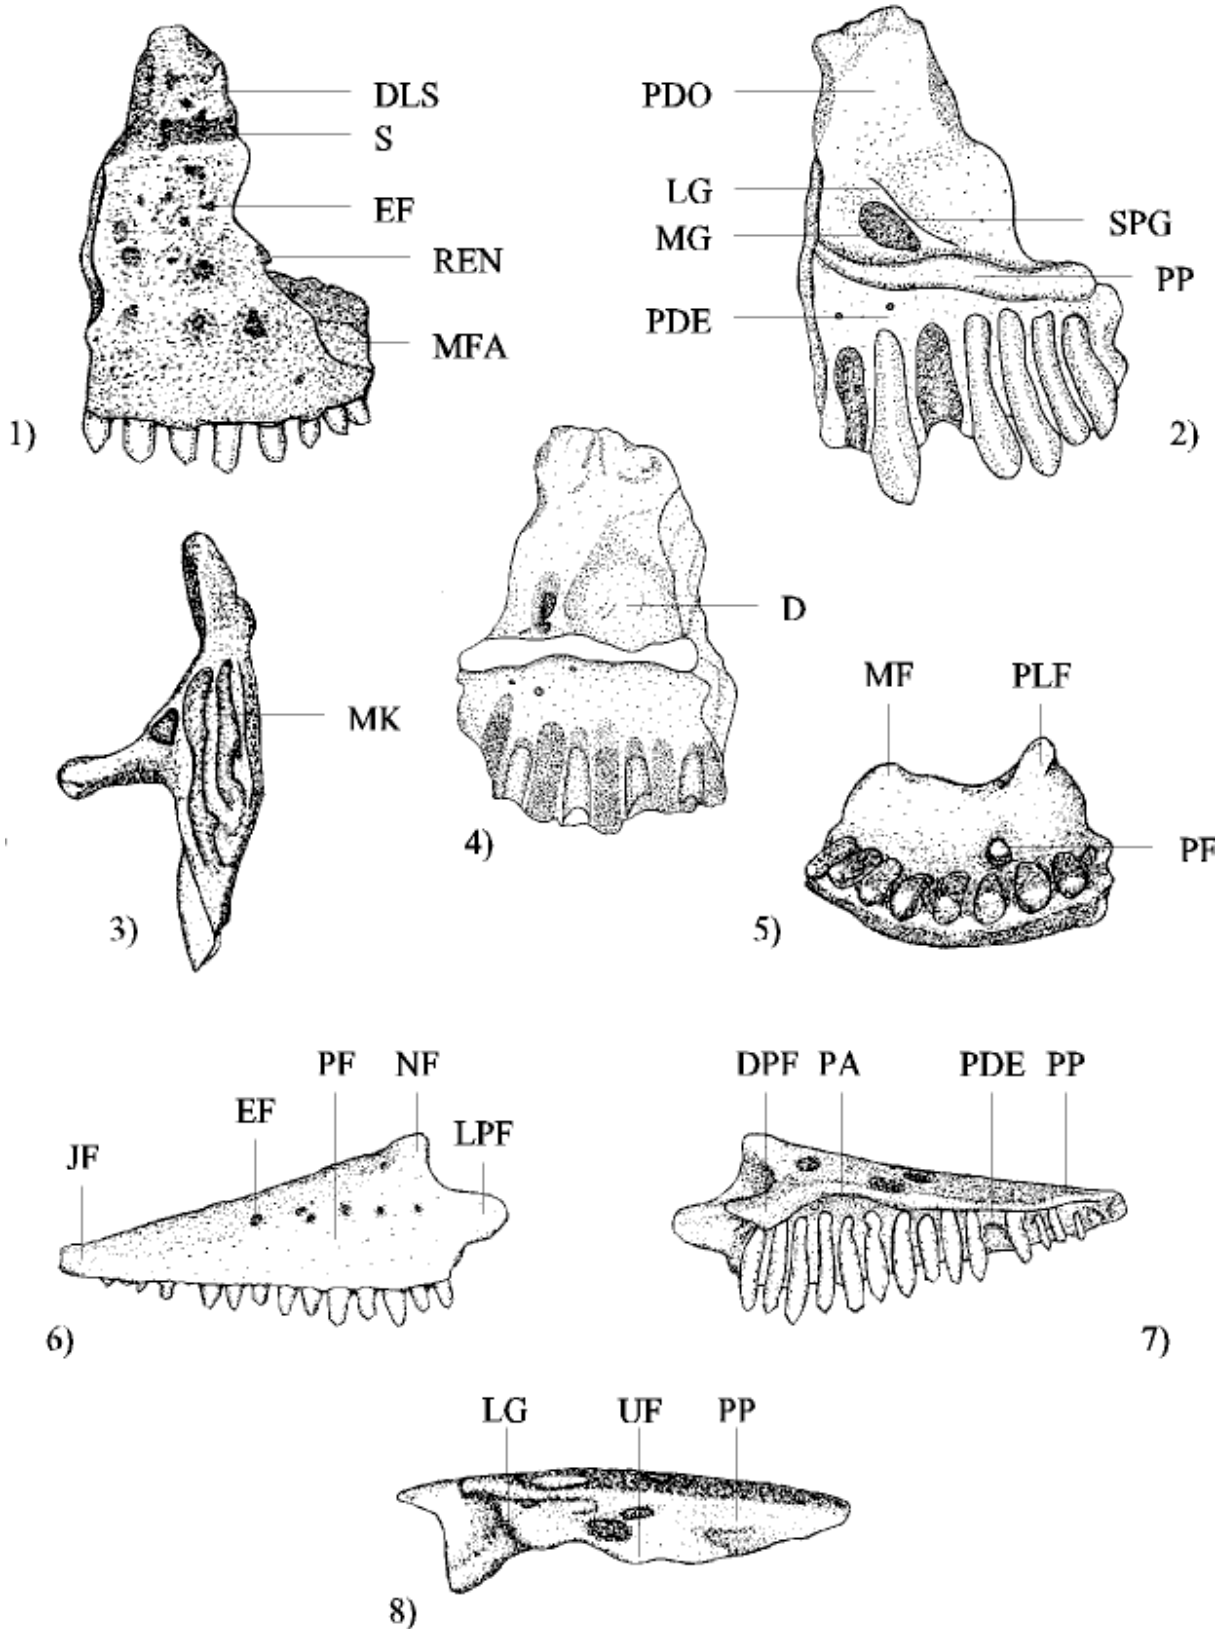 DLS
S
EF
REN
MFA
1)
PDO
LG
MG
PDE
SPG
PP
2)
MK
3)
D
4)
MF PLF
PF
5)
PF NF
EF
LPF
JF
6)
DPF PA PDE PP
7)
LG UF PP
8)